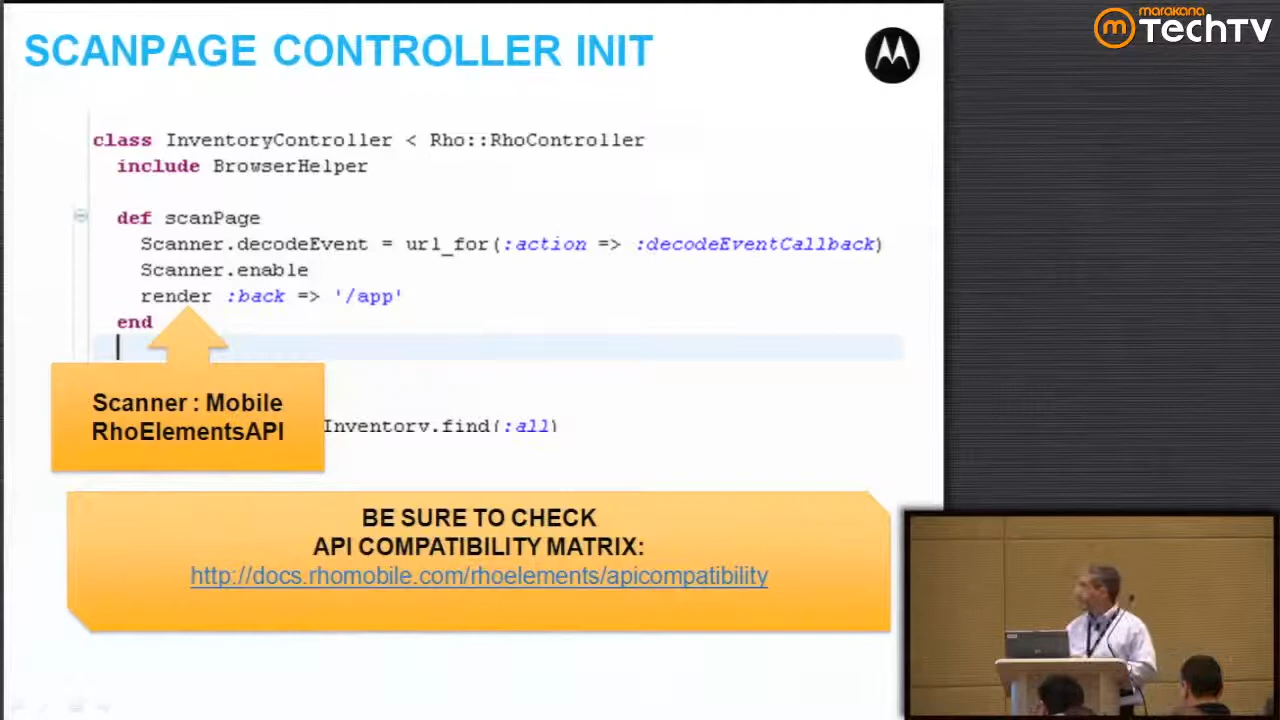 SCANPAGE CONTROLLER INIT
marakana
TechTV
class InventoryController < Rho::RhoController
include BrowserHelper
def scanPage
Scanner.decodeEvent = url_for(:action => :decodeEventCallback)
Scanner.enable
render :back => '/app'
end
Scanner : Mobile
RhoElementsAPI
Inventory.find(:all)
BE SURE TO CHECK
API COMPATIBILITY MATRIX:
http://docs.rhomobile.com/rhoelements/apicompatibility